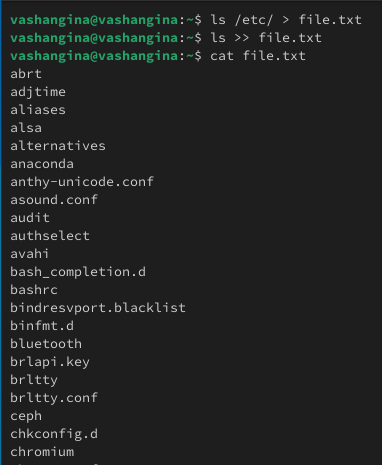 vashangina@vashangina:~$ ls /etc/ > file.txt
vashangina@vashangina:~$ ls >> file.txt
vashangina@vashangina:~$ cat file.txt
abrt
adjtime
aliases
alsa
alternatives
anaconda
anthy-unicode.conf
asound.conf
audit
authselect
avahi
bash_completion.d
bashrc
bindresvport.blacklist
binfmt.d
bluetooth
brlapi.key
brltty
brltty.conf
ceph
chkconfig.d
chromium